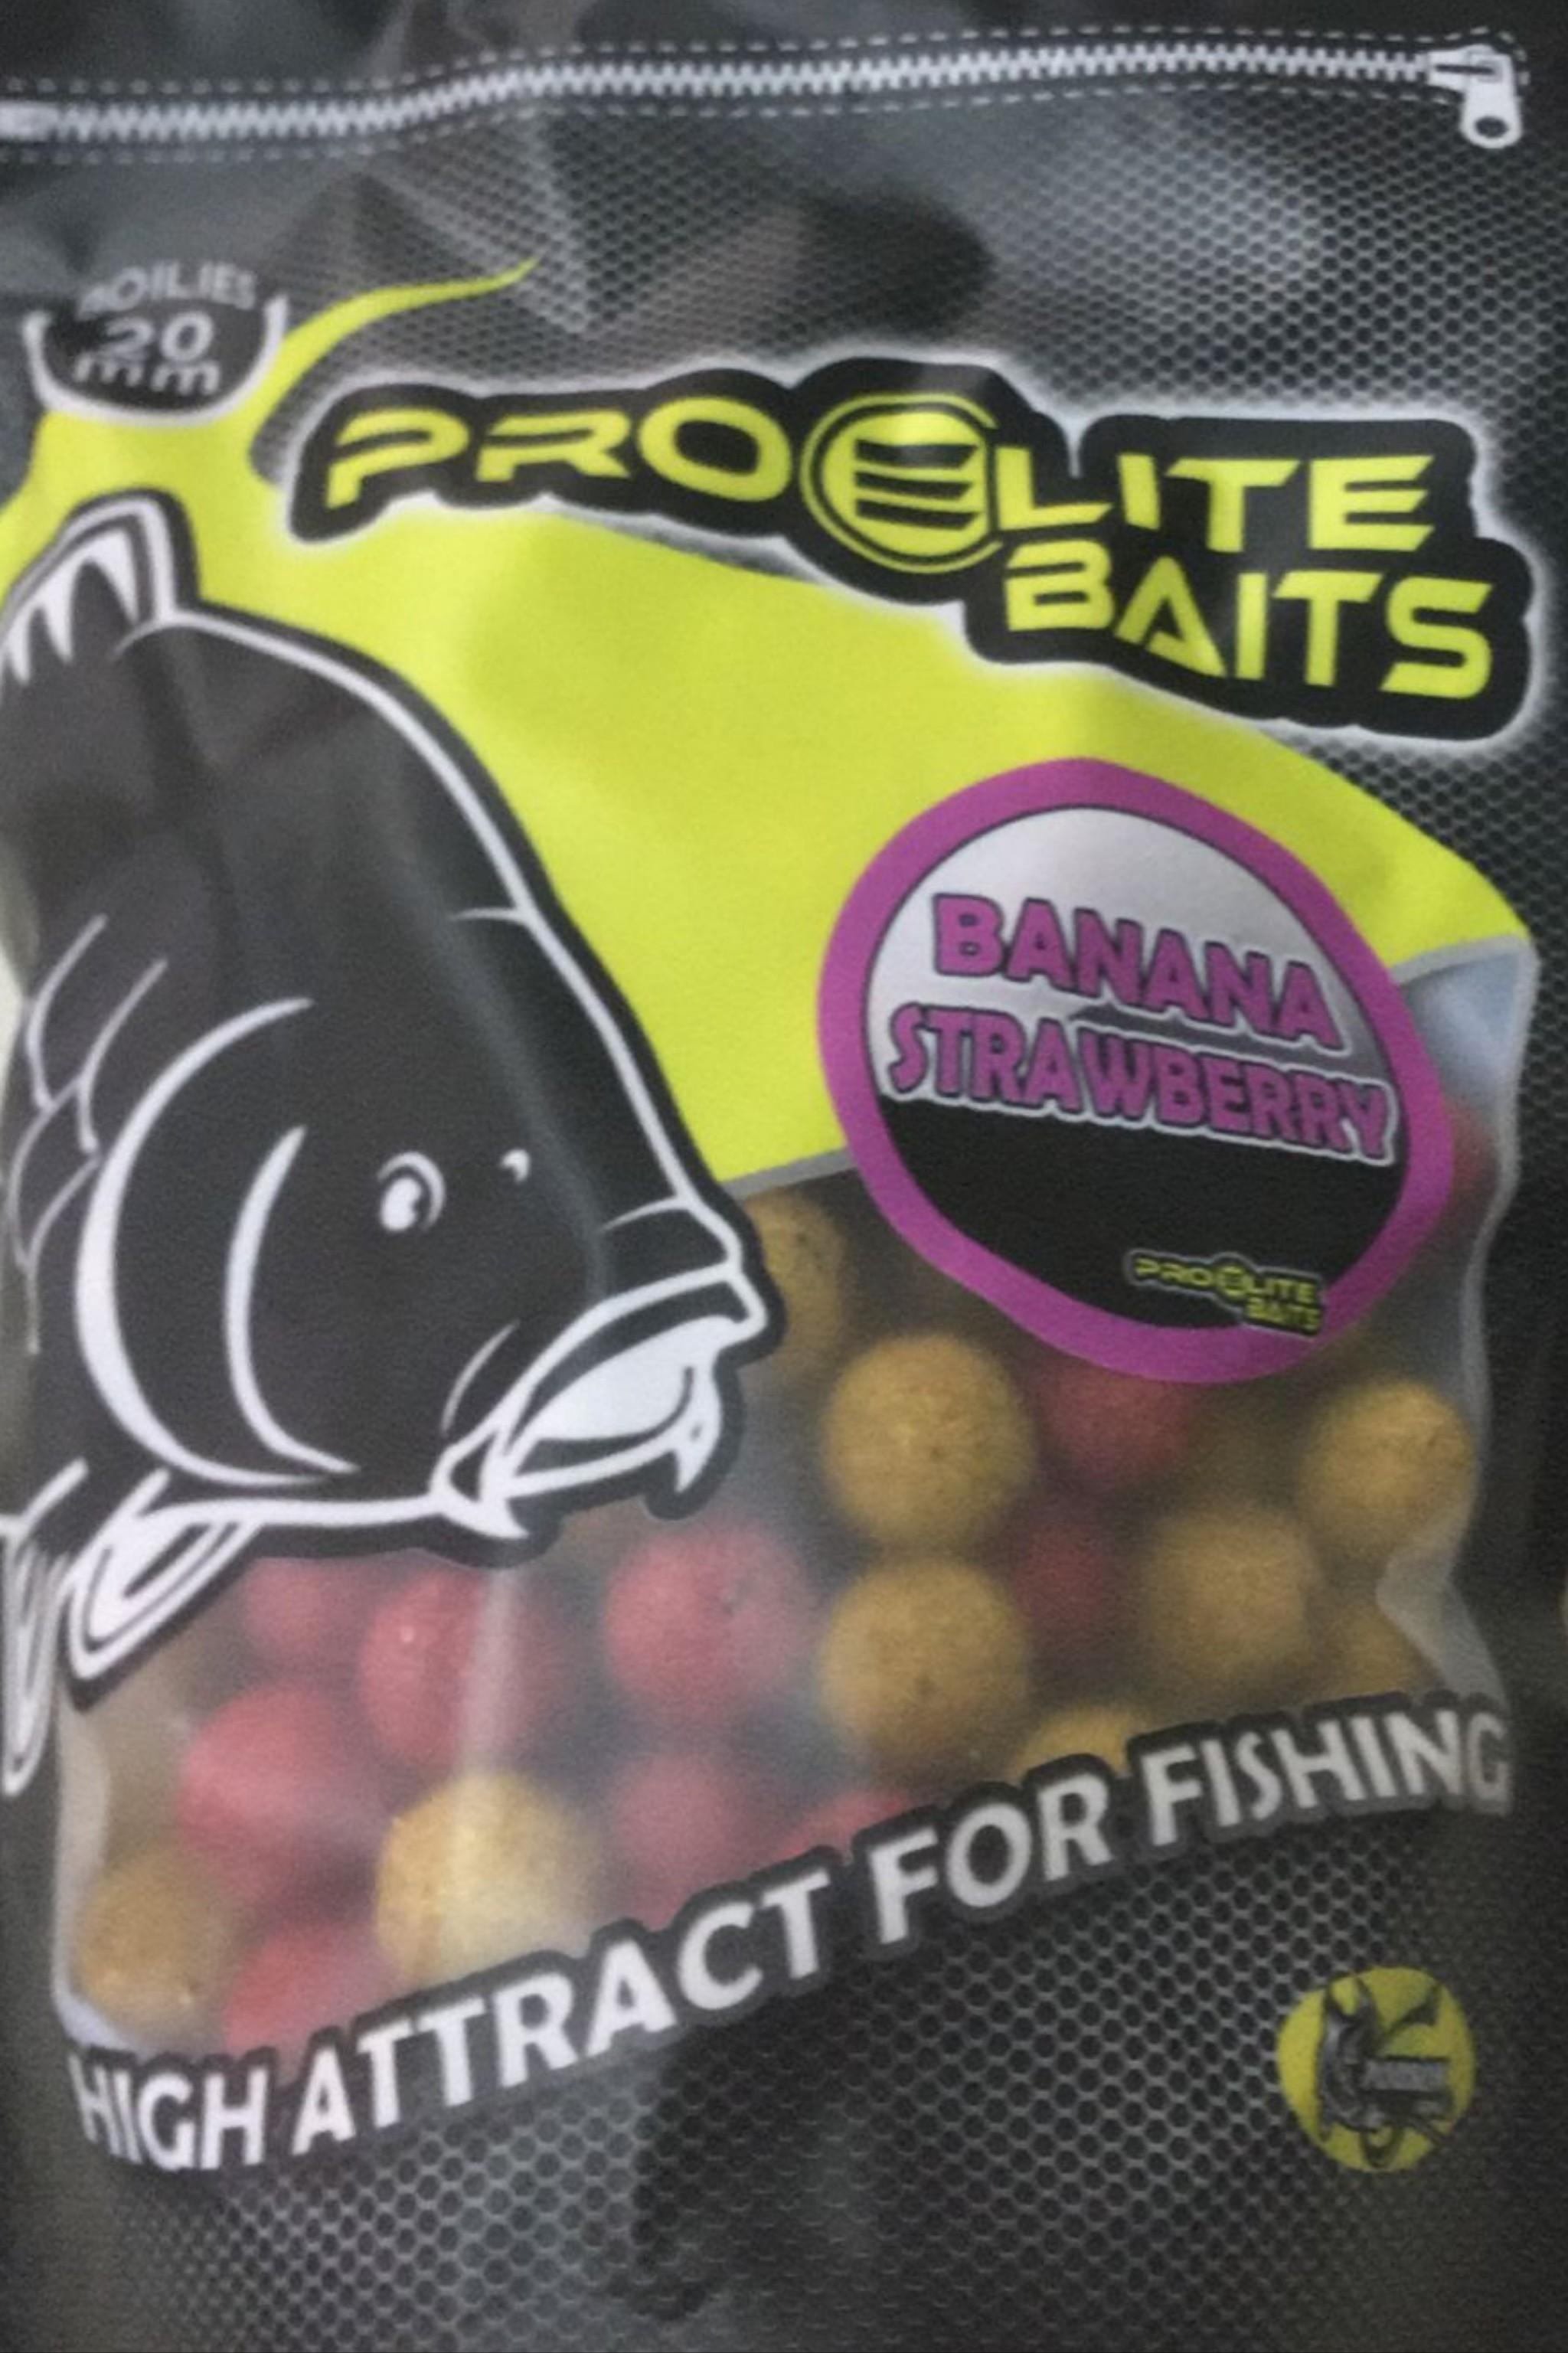 BOILIES
20
mm
PROELITE
BAITS
BANANA
STRAWBERRY
PROELITE
BAITS
HIGH ATTRACT FOR FISHING